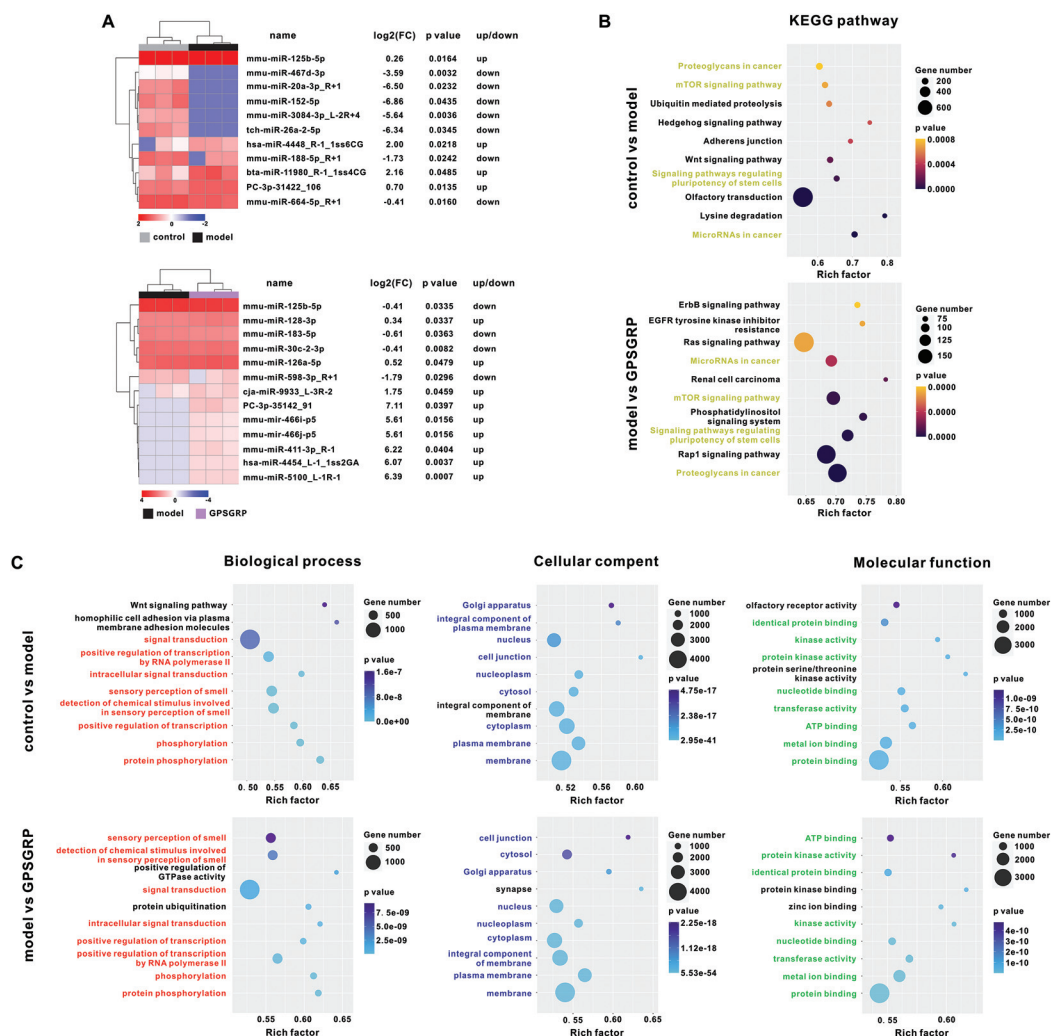 A
name log2(FC) p value up/down
mmu-miR-125b-5p 0.26 0.0164 up
mmu-miR-467d-3p -3.59 0.0032 down
mmu-miR-20a-3p_R+1 -6.50 0.0232 down
mmu-miR-152-5p -6.86 0.0435 down
mmu-miR-3084-3p_L-2R+4 -5.64 0.0036 down
tch-miR-26a-2-5p -6.34 0.0345 down
hsa-miR-4448_R-1_1ss6CG 2.00 0.0218 up
mmu-miR-188-5p_R+1 -1.73 0.0242 down
bta-miR-11980_R-1_1ss4CG 2.16 0.0485 up
PC-3p-31422_106 0.70 0.0135 up
mmu-miR-664-5p_R+1 -0.41 0.0160 down
2 0 -2
control model
name log2(FC) p value up/down
mmu-miR-125b-5p -0.41 0.0335 down
mmu-miR-128-3p 0.34 0.0337 up
mmu-miR-183-5p -0.61 0.0363 down
mmu-miR-30c-2-3p -0.41 0.0082 down
mmu-miR-126a-5p 0.52 0.0479 up
mmu-miR-598-3p_R+1 -1.79 0.0296 down
cja-miR-9933_L-3R-2 1.75 0.0459 up
PC-3p-35142_91 7.11 0.0397 up
mmu-mir-466i-p5 5.61 0.0156 up
mmu-mir-466j-p5 5.61 0.0156 up
mmu-miR-411-3p_R-1 6.22 0.0404 up
hsa-miR-4454_L-1_1ss2GA 6.07 0.0037 up
mmu-miR-5100_L-1R-1 6.39 0.0007 up
4 0 -4
model GPSGRP
B
KEGG pathway
control vs model
Proteoglycans in cancer
mTOR signaling pathway
Ubiquitin mediated proteolysis
Hedgehog signaling pathway
Adherens junction
Wnt signaling pathway
Signaling pathways regulating
pluripotency of stem cells
Olfactory transduction
Lysine degradation
MicroRNAs in cancer
0.6 0.7 0.8
Rich factor
Gene number
200
400
600
p value
0.0008
0.0004
0.0000
model vs GPSGRP
ErbB signaling pathway
EGFR tyrosine kinase inhibitor
resistance
Ras signaling pathway
MicroRNAs in cancer
Renal cell carcinoma
mTOR signaling pathway
Phosphatidylinositol
signaling system
Signaling pathways regulating
pluripotency of stem cells
Rap1 signaling pathway
Proteoglycans in cancer
0.65 0.70 0.75 0.80
Rich factor
Gene number
75
100
125
150
p value
0.0000
0.0000
0.0000
C
Biological process
control vs model
Wnt signaling pathway
homophilic cell adhesion via plasma
membrane adhesion molecules
signal transduction
positive regulation of transcription
by RNA polymerase II
intracellular signal transduction
sensory perception of smell
detection of chemical stimulus involved
in sensory perception of smell
positive regulation of transcription
phosphorylation
protein phosphorylation
0. 50 0.55 0.60 0.65
Rich factor
Gene number
500
1000
p value
1.6e-7
8.0e-8
0.0e+00
Cellular compent
Golgi apparatus
integral component of
plasma membrane
nucleus
cell junction
nucleoplasm
cytosol
integral component of
membrane
cytoplasm
plasma membrane
membrane
0. 52 0.56 0.60
Rich factor
Gene number
1000
2000
3000
4000
p value
4.75e-17
2.38e-17
2.95e-41
Molecular function
olfactory receptor activity
identical protein binding
kinase activity
protein kinase activity
protein serine/threonine
kinase activity
nucleotide binding
transferase activity
ATP binding
metal ion binding
protein binding
0. 55 0.60
Rich factor
Gene number
1000
2000
3000
p value
1.0e-09
7.5e-10
5.0e-10
2.5e-10
model vs GPSGRP
sensory perception of smell
detection of chemical stimulus involved
in sensory perception of smell
positive regulation of
GTPase activity
signal transduction
protein ubiquitination
intracellular signal transduction
positive regulation of transcription
positive regulation of transcription
by RNA polymerase II
phosphorylation
protein phosphorylation
0. 55 0.60 0.65
Rich factor
Gene number
500
1000
p value
7. 5e-09
5.0e-09
2.5e-09
cell junction
cytosol
Golgi apparatus
synapse
nucleus
nucleoplasm
cytoplasm
integral component
of membrane
plasma membrane
membrane
0. 55 0.60 0.65
Rich factor
Gene number
1000
2000
3000
4000
p value
2.25e-18
1.12e-18
5.53e-54
ATP binding
protein kinase activity
identical protein binding
protein kinase binding
zinc ion binding
kinase activity
nucleotide binding
transferase activity
metal ion binding
protein binding
0. 55 0.60
Rich factor
Gene number
1000
2000
3000
p value
4e-10
3e-10
2e-10
1e-10